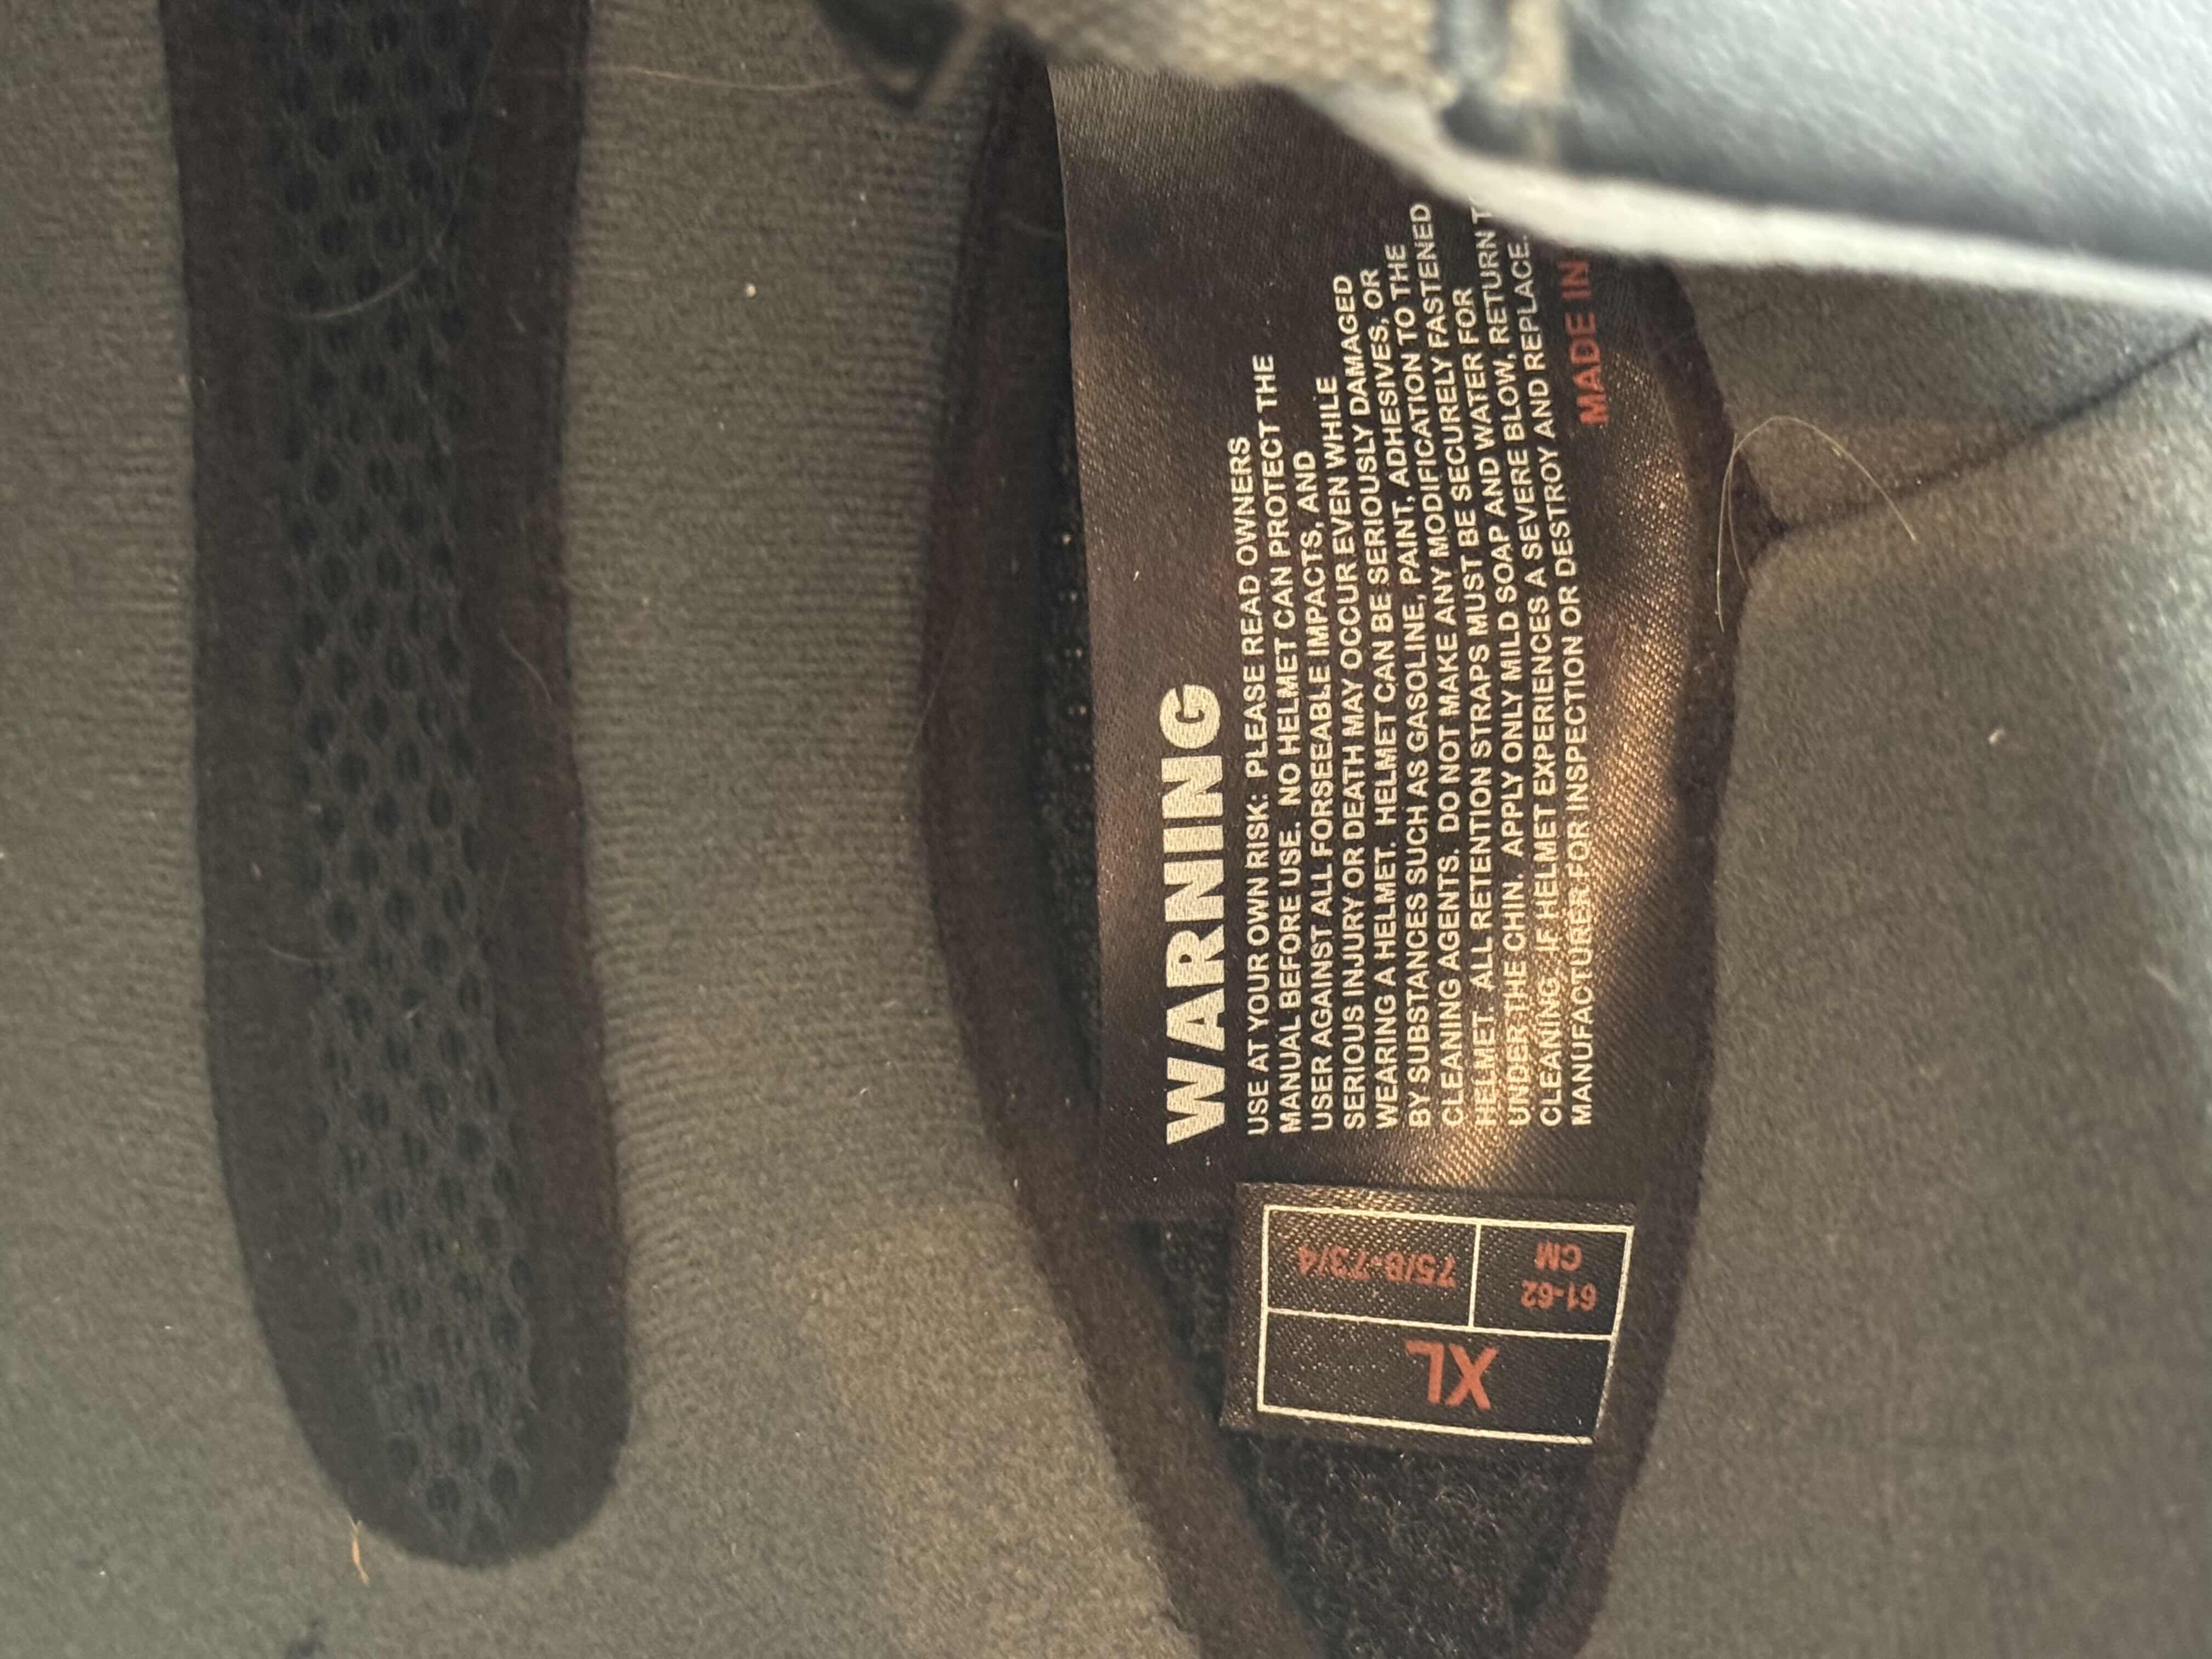 WARNING
USE AT YOUR OWN RISK: PLEASE READ OWNERS
MANUAL BEFORE USE. NO HELMET CAN PROTECT THE
USER AGAINST ALL FORSEEABLE IMPACTS, AND
SERIOUS INJURY OR DEATH MAY OCCUR EVEN WHILE
WEARING A HELMET. HELMET CAN BE SERIOUSLY DAMAGED
BY SUBSTANCES SUCH AS GASOLINE, PAINT, ADHESIVES, OR
CLEANING AGENTS. DO NOT MAKE ANY MODIFICATION TO THE
HELMET. ALL RETENTION STRAPS MUST BE SECURELY FASTENED
UNDER THE CHIN. APPLY ONLY MILD SOAP AND WATER FOR
CLEANING. IF HELMET EXPERIENCES A SEVERE BLOW, RETURN
MANUFACTURER FOR INSPECTION OR DESTROY AND REPLACE.
MADE IN
XL
61-62
CM
75/8-73/4